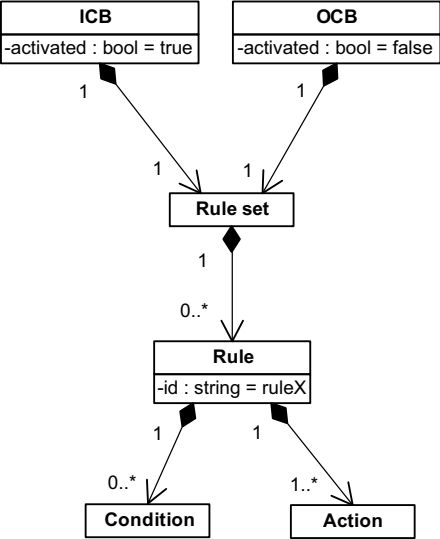 ICB
OCB
-activated : bool = true
-activated : bool = false
1
1
1
1
Rule set
1
0..*
Rule
-id : string = ruleX
1
1
0..*
1..*
Condition
Action